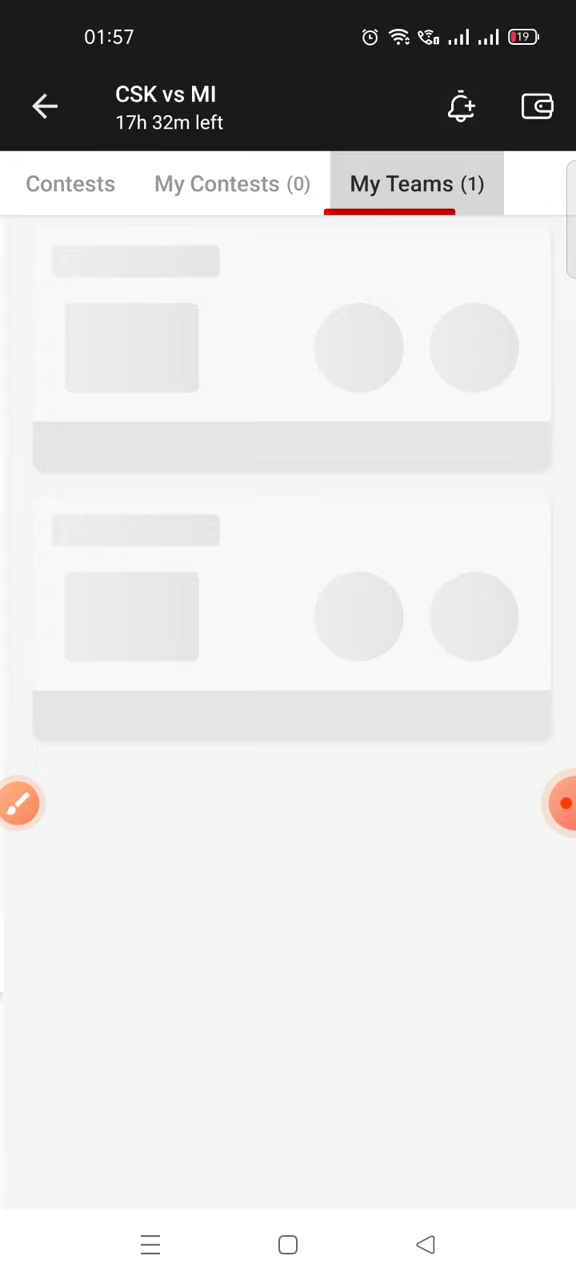 01:57
19
CSK vs MI
17h 32m left
Contests
My Contests (0)
My Teams (1)